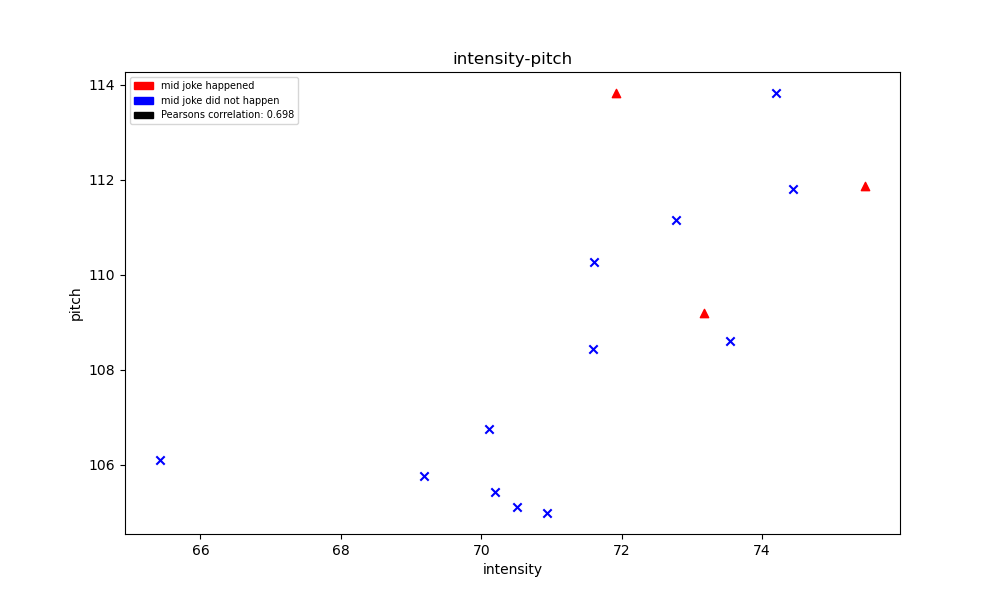 intensity-pitch
mid joke happened
mid joke did not happen
Pearsons correlation: 0.698
114
112
110
108
106
pitch
66 68 70 72 74
intensity